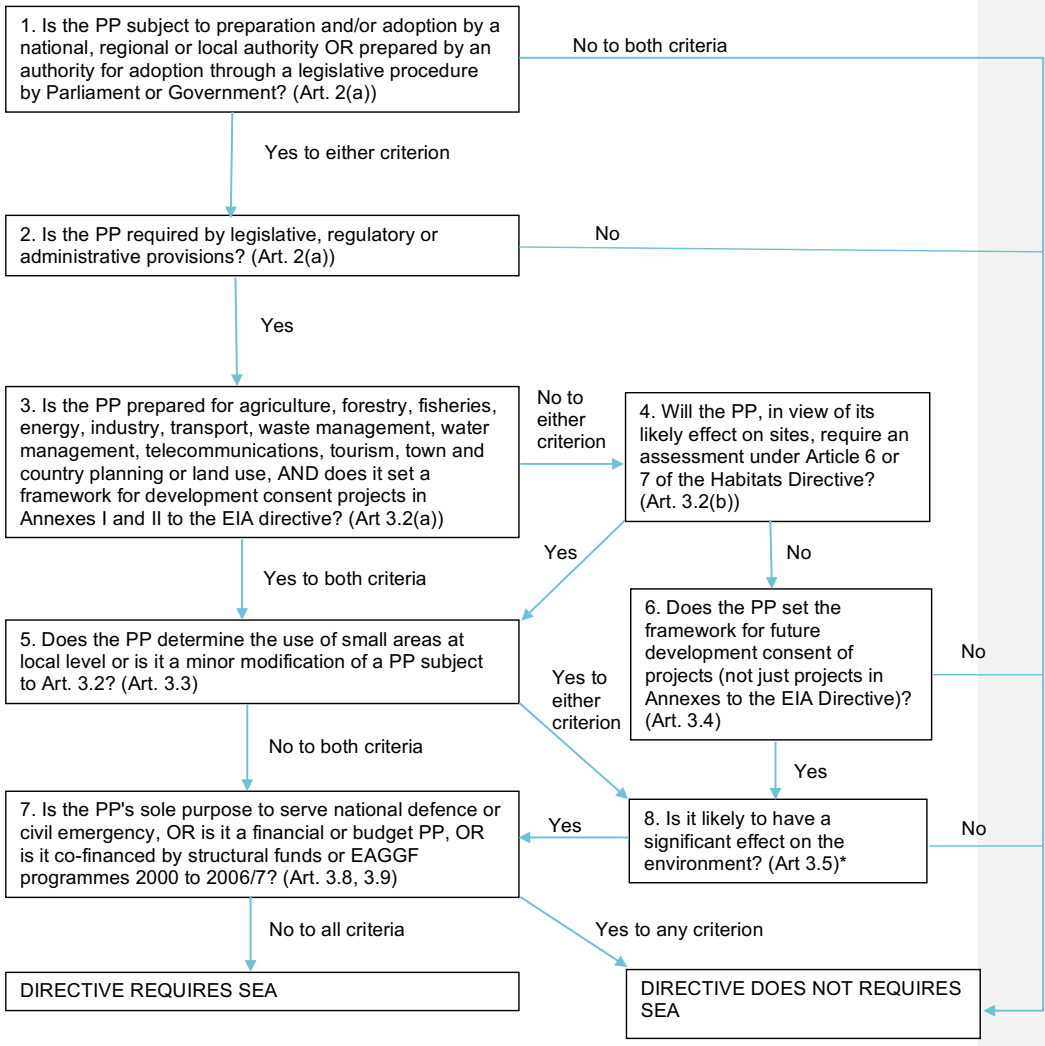 1. Is the PP subject to preparation and/or adoption by a
national, regional or local authority OR prepared by an
authority for adoption through a legislative procedure
by Parliament or Government? (Art. 2(a))
No to both criteria
Yes to either criterion
2. Is the PP required by legislative, regulatory or
administrative provisions? (Art. 2(a))
No
Yes
3. Is the PP prepared for agriculture, forestry, fisheries,
energy, industry, transport, waste management, water
management, telecommunications, tourism, town and
country planning or land use, AND does it set a
framework for development consent projects in
Annexes I and II to the EIA directive? (Art 3.2(a))
No to
either
criterion
4. Will the PP, in view of its
likely effect on sites, require an
assessment under Article 6 or
7 of the Habitats Directive?
(Art. 3.2(b))
Yes
No
Yes to both criteria
5. Does the PP determine the use of small areas at
local level or is it a minor modification of a PP subject
to Art. 3.2? (Art. 3.3)
6. Does the PP set the
framework for future
development consent of
projects (not just projects in
Annexes to the EIA Directive)?
(Art. 3.4)
No
Yes to
either
criterion
No to both criteria
Yes
7. Is the PP's sole purpose to serve national defence or
civil emergency, OR is it a financial or budget PP, OR
is it co-financed by structural funds or EAGGF
programmes 2000 to 2006/7? (Art. 3.8, 3.9)
Yes
8. Is it likely to have a
significant effect on the
environment? (Art 3.5)*
No
No to all criteria
Yes to any criterion
DIRECTIVE REQUIRES SEA
DIRECTIVE DOES NOT REQUIRES
SEA